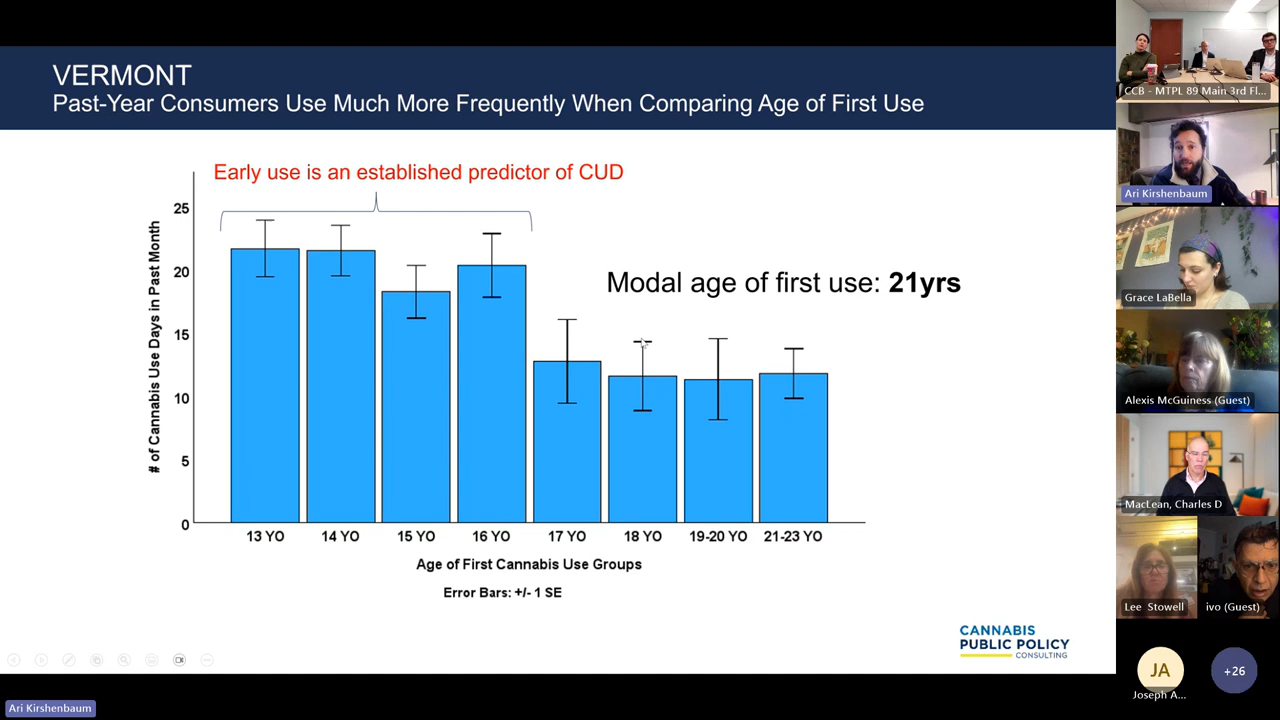 VERMONT
Past-Year Consumers Use Much More Frequently When Comparing Age of First Use
Early use is an established predictor of CUD
Modal age of first use: 21yrs
# of Cannabis Use Days in Past Month
25
20
15
10
5
0
13 YO
14 YO
15 YO
16 YO
17 YO
18 YO
19-20 YO
21-23 YO
Age of First Cannabis Use Groups
Error Bars: +/- 1 SE
CANNABIS
PUBLIC POLICY
CONSULTING
Ari Kirshenbaum
CCB - MTPL 89 Main 3rd Fl...
Ari Kirshenbaum
Grace LaBella
Alexis McGuiness (Guest)
MacLean, Charles D
Lee Stowell
ivo (Guest)
JA
Joseph A...
+26